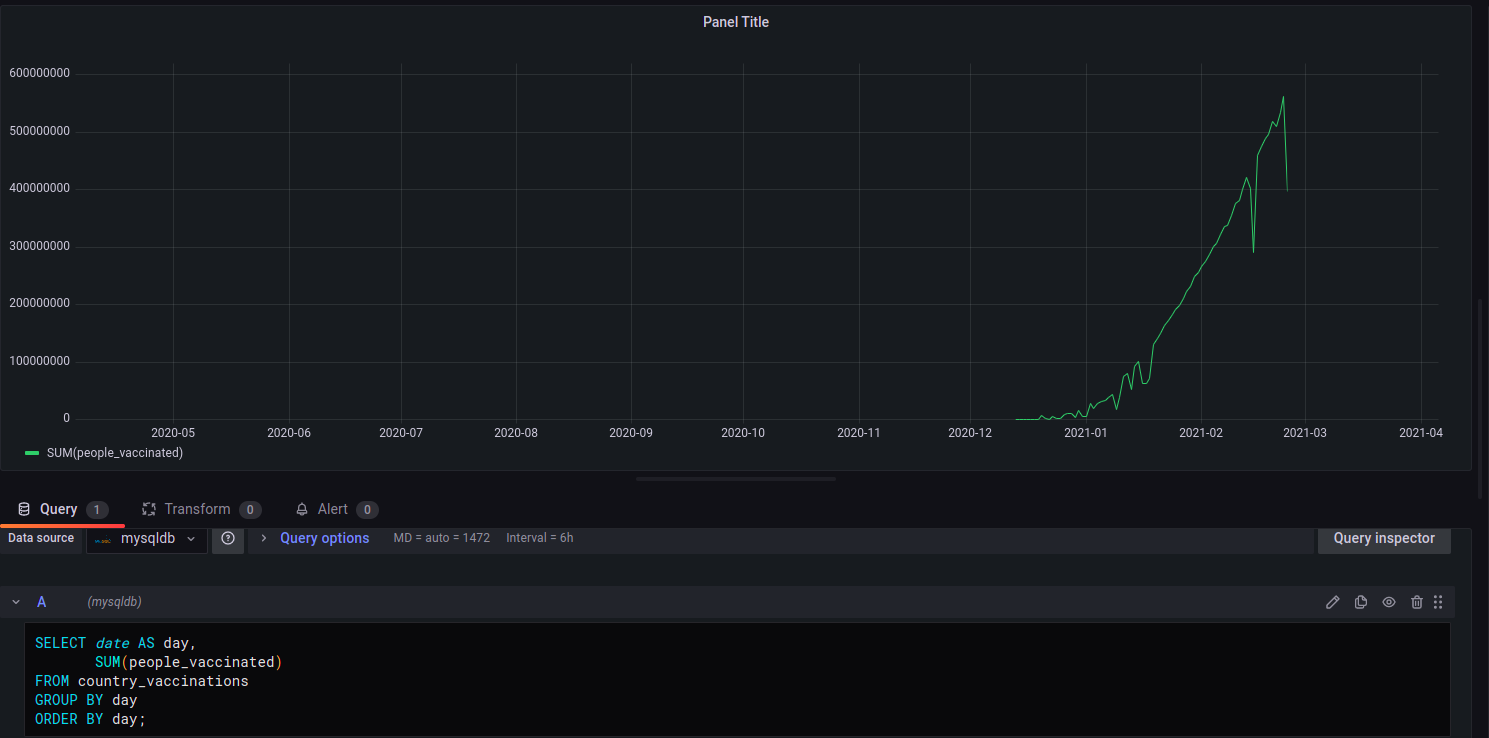 Panel Title
600000000
500000000
400000000
300000000
200000000
100000000
0
2020-05 2020-06 2020-07 2020-08 2020-09 2020-10 2020-11 2020-12 2021-01 2021-02 2021-03 2021-04
SUM(people_vaccinated)
Query 1 Transform 0 Alert 0
Data source mysqldb Query options MD = auto = 1472 Interval = 6h Query inspector
A (mysqldb)
SELECT date AS day,
SUM(people_vaccinated)
FROM country_vaccinations
GROUP BY day
ORDER BY day;